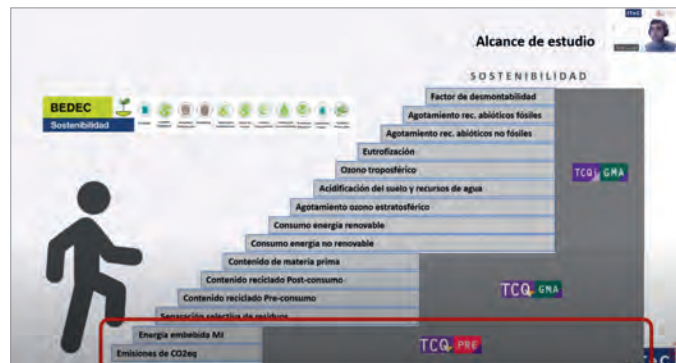 Alcance de estudio
SOSTENIBILIDAD
BEDEC
Sostenibilidad
Factor de desmontabilidad
Agotamiento rec. abióticos fósiles
Agotamiento rec. abióticos no fósiles
Eutrofización
Ozono troposférico
Acidificación del suelo y recursos de agua
Agotamiento ozono estratosférico
Consumo energía renovable
Consumo energía no renovable
Contenido de materia prima
Contenido reciclado Post-consumo
Contenido reciclado Pre-consumo
Separación selectiva de residuos
Energía embebida MJ
Emisiones de CO2eq
TCQ GMA
TCQ GMA
TCQ PRE